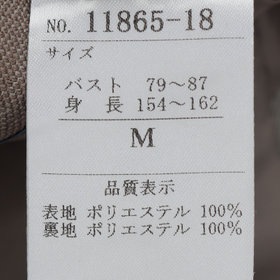 NO. 11865-18
サイズ
バスト 79〜87
身長 154〜162
M
品質表示
表地 ポリエステル 100%
裏地 ポリエステル 100%